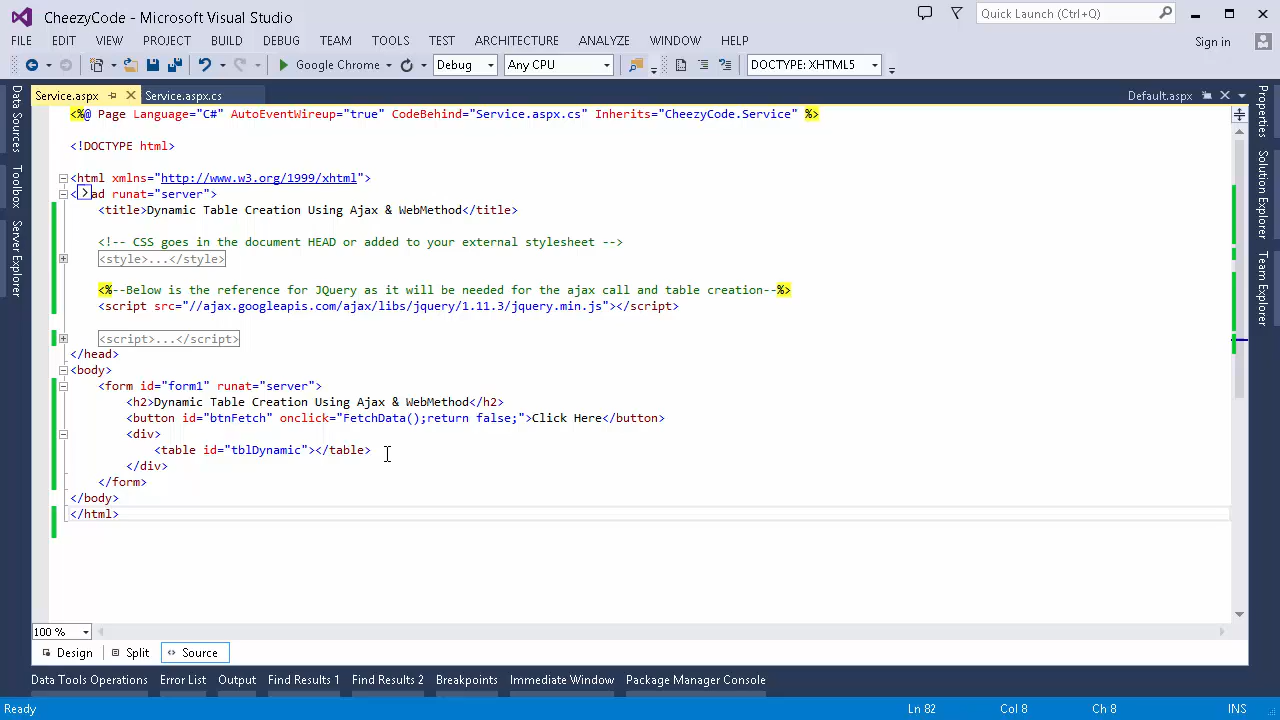 CheezyCode - Microsoft Visual Studio
Quick Launch (Ctrl+Q)
FILE EDIT VIEW PROJECT BUILD DEBUG TEAM TOOLS TEST ARCHITECTURE ANALYZE WINDOW HELP
Sign in
Google Chrome Debug Any CPU DOCTYPE: XHTML5
Service.aspx Service.aspx.cs Default.aspx
Data Sources
Toolbox
Server Explorer
<%@ Page Language="C#" AutoEventWireup="true" CodeBehind="Service.aspx.cs" Inherits="CheezyCode.Service" %>
<!DOCTYPE html>
<html xmlns="http://www.w3.org/1999/xhtml">
<ad runat="server">
<title>Dynamic Table Creation Using Ajax & WebMethod</title>
<!-- CSS goes in the document HEAD or added to your external stylesheet -->
<style>...</style>
<%--Below is the reference for JQuery as it will be needed for the ajax call and table creation--%>
<script src="//ajax.googleapis.com/ajax/libs/jquery/1.11.3/jquery.min.js"></script>
<script>...</script>
</head>
<body>
<form id="form1" runat="server">
<h2>Dynamic Table Creation Using Ajax & WebMethod</h2>
<button id="btnFetch" onclick="FetchData();return false;">Click Here</button>
<div>
<table id="tblDynamic"></table>
</div>
</form>
</body>
</html>
Properties
Solution Explorer
Team Explorer
100 %
Design Split Source
Data Tools Operations Error List Output Find Results 1 Find Results 2 Breakpoints Immediate Window Package Manager Console
Ready Ln 82 Col 8 Ch 8 INS